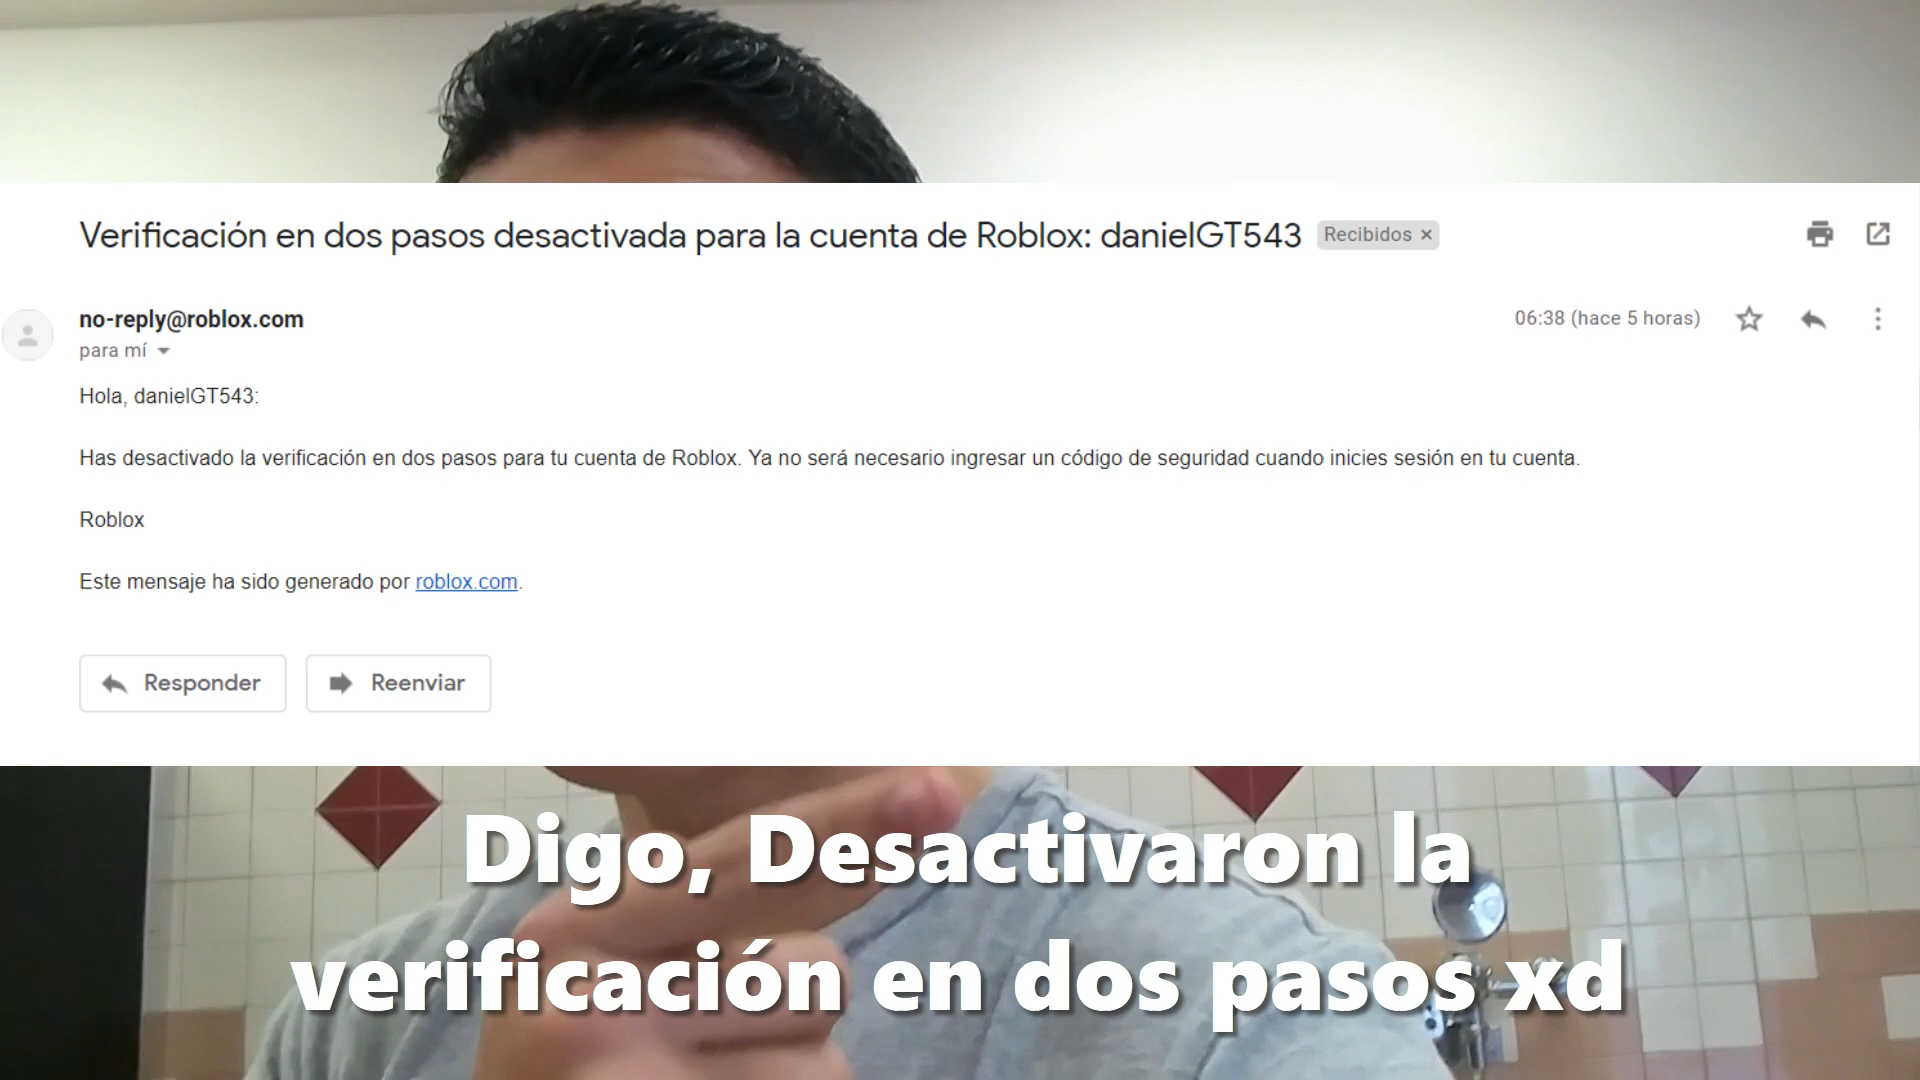 Verificación en dos pasos desactivada para la cuenta de Roblox: danielGT543 Recibidos ×
no-reply@roblox.com
06:38 (hace 5 horas)
para mí
Hola, danielGT543:
Has desactivado la verificación en dos pasos para tu cuenta de Roblox. Ya no será necesario ingresar un código de seguridad cuando inicies sesión en tu cuenta.
Roblox
Este mensaje ha sido generado por roblox.com.
Responder
Reenviar
Digo, Desactivaron la
verificación en dos pasos xd